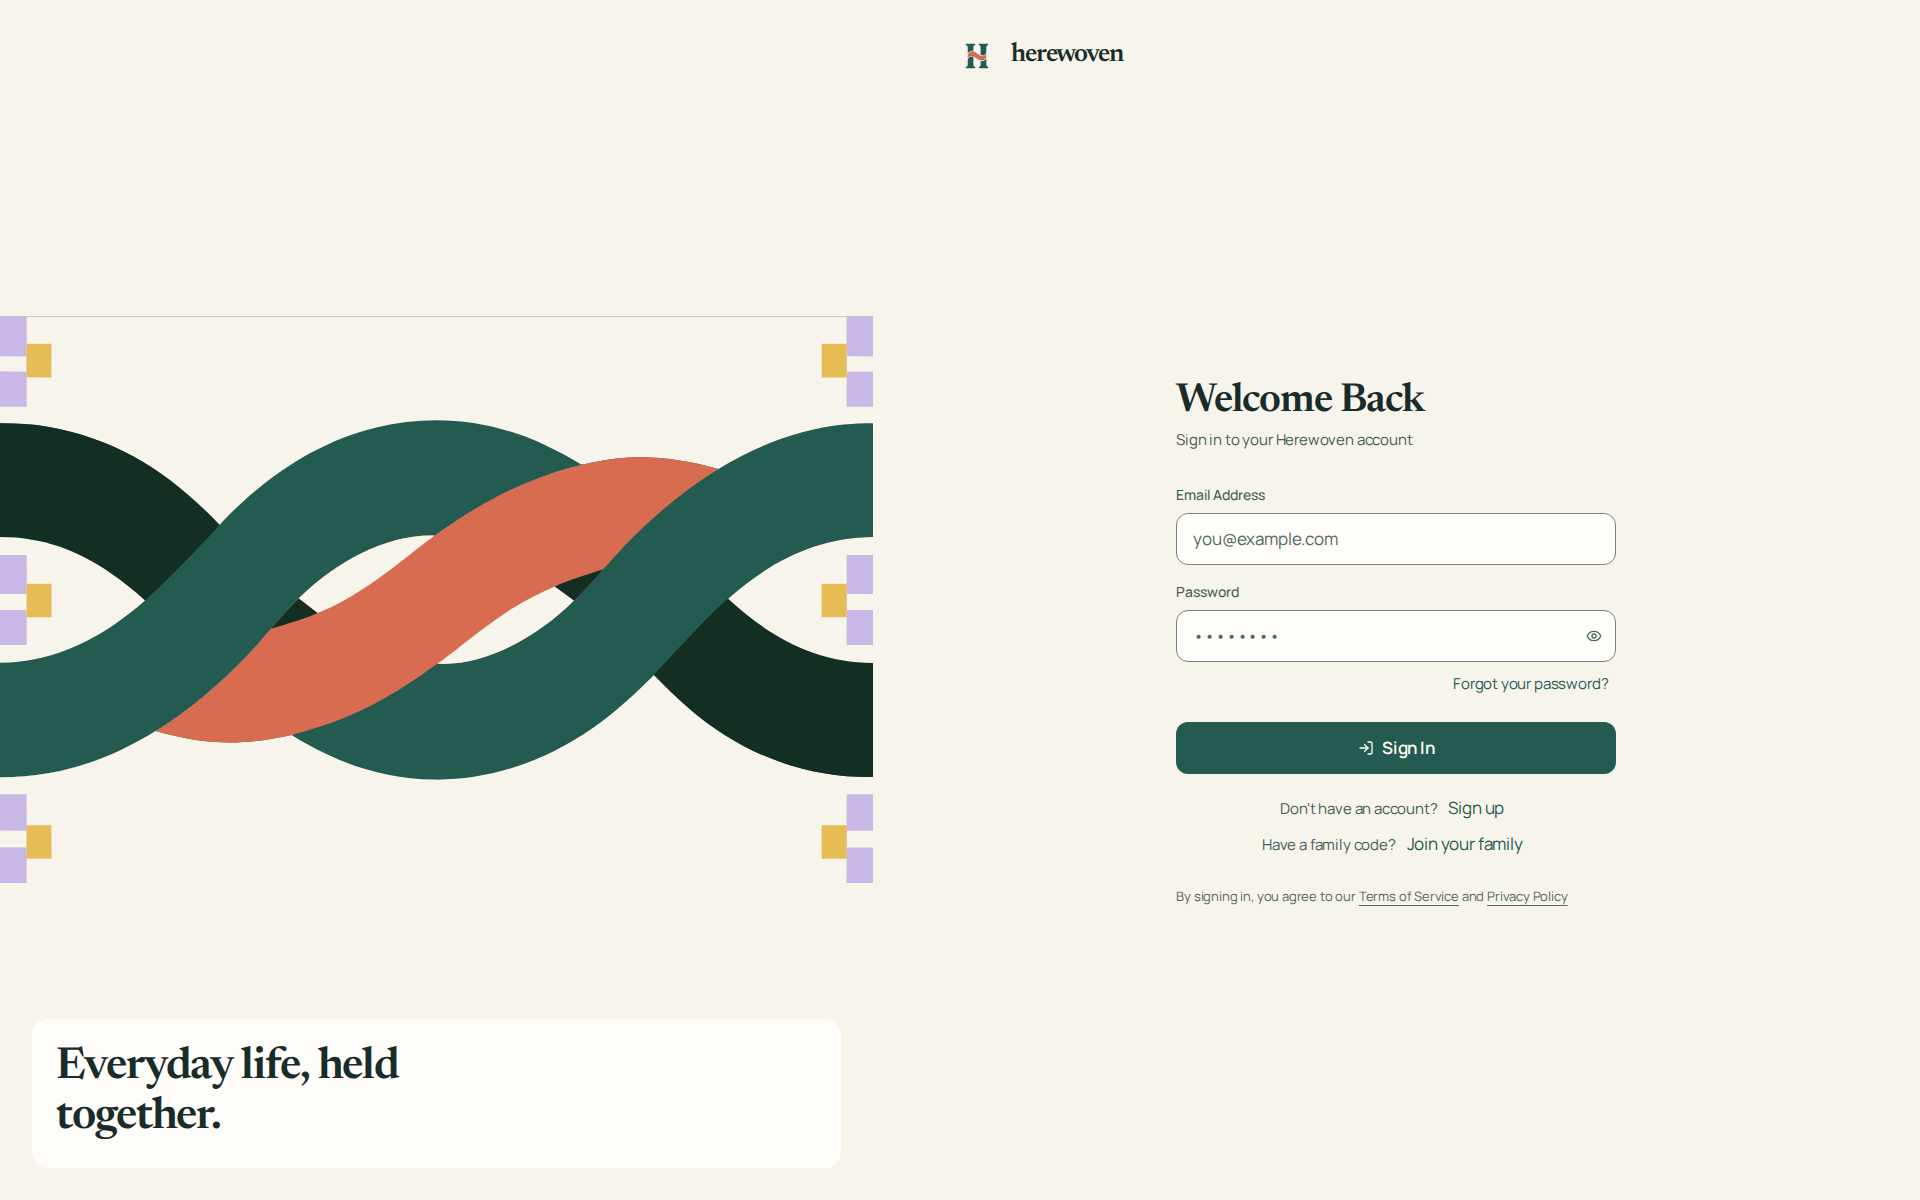 herewoven
Welcome Back
Sign in to your Herewoven account
Email Address
you@example.com
Password
••••••••
Forgot your password?
Sign In
Don't have an account? Sign up
Have a family code? Join your family
By signing in, you agree to our Terms of Service and Privacy Policy
Everyday life, held
together.